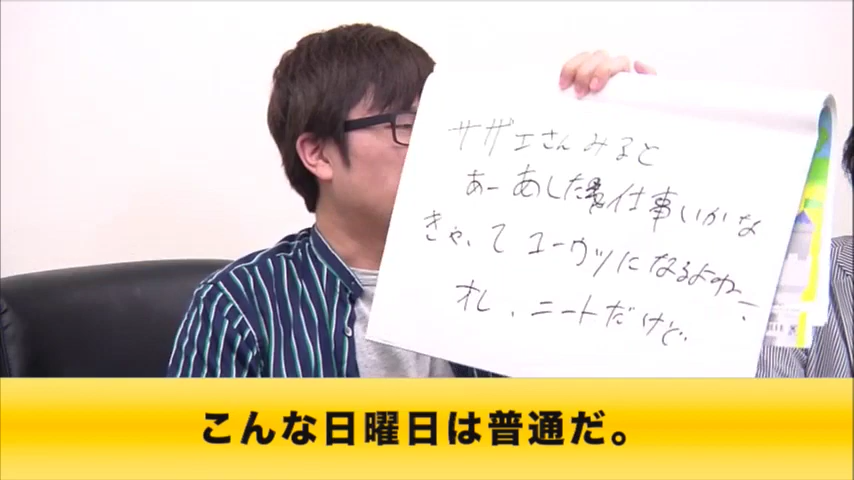 サザエさんみると
あーあした仕事いかな
きゃ、てユーウツになるよねー、
オレ、ニートだけど
こんな日曜日は普通だ。